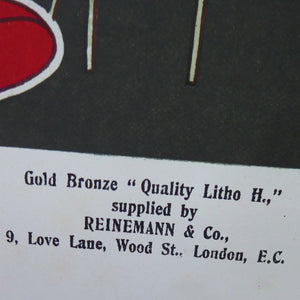 Gold Bronze “Quality Litho H.,”
supplied by
REINEMANN & Co.,
9, Love Lane, Wood St.. London, E.C.